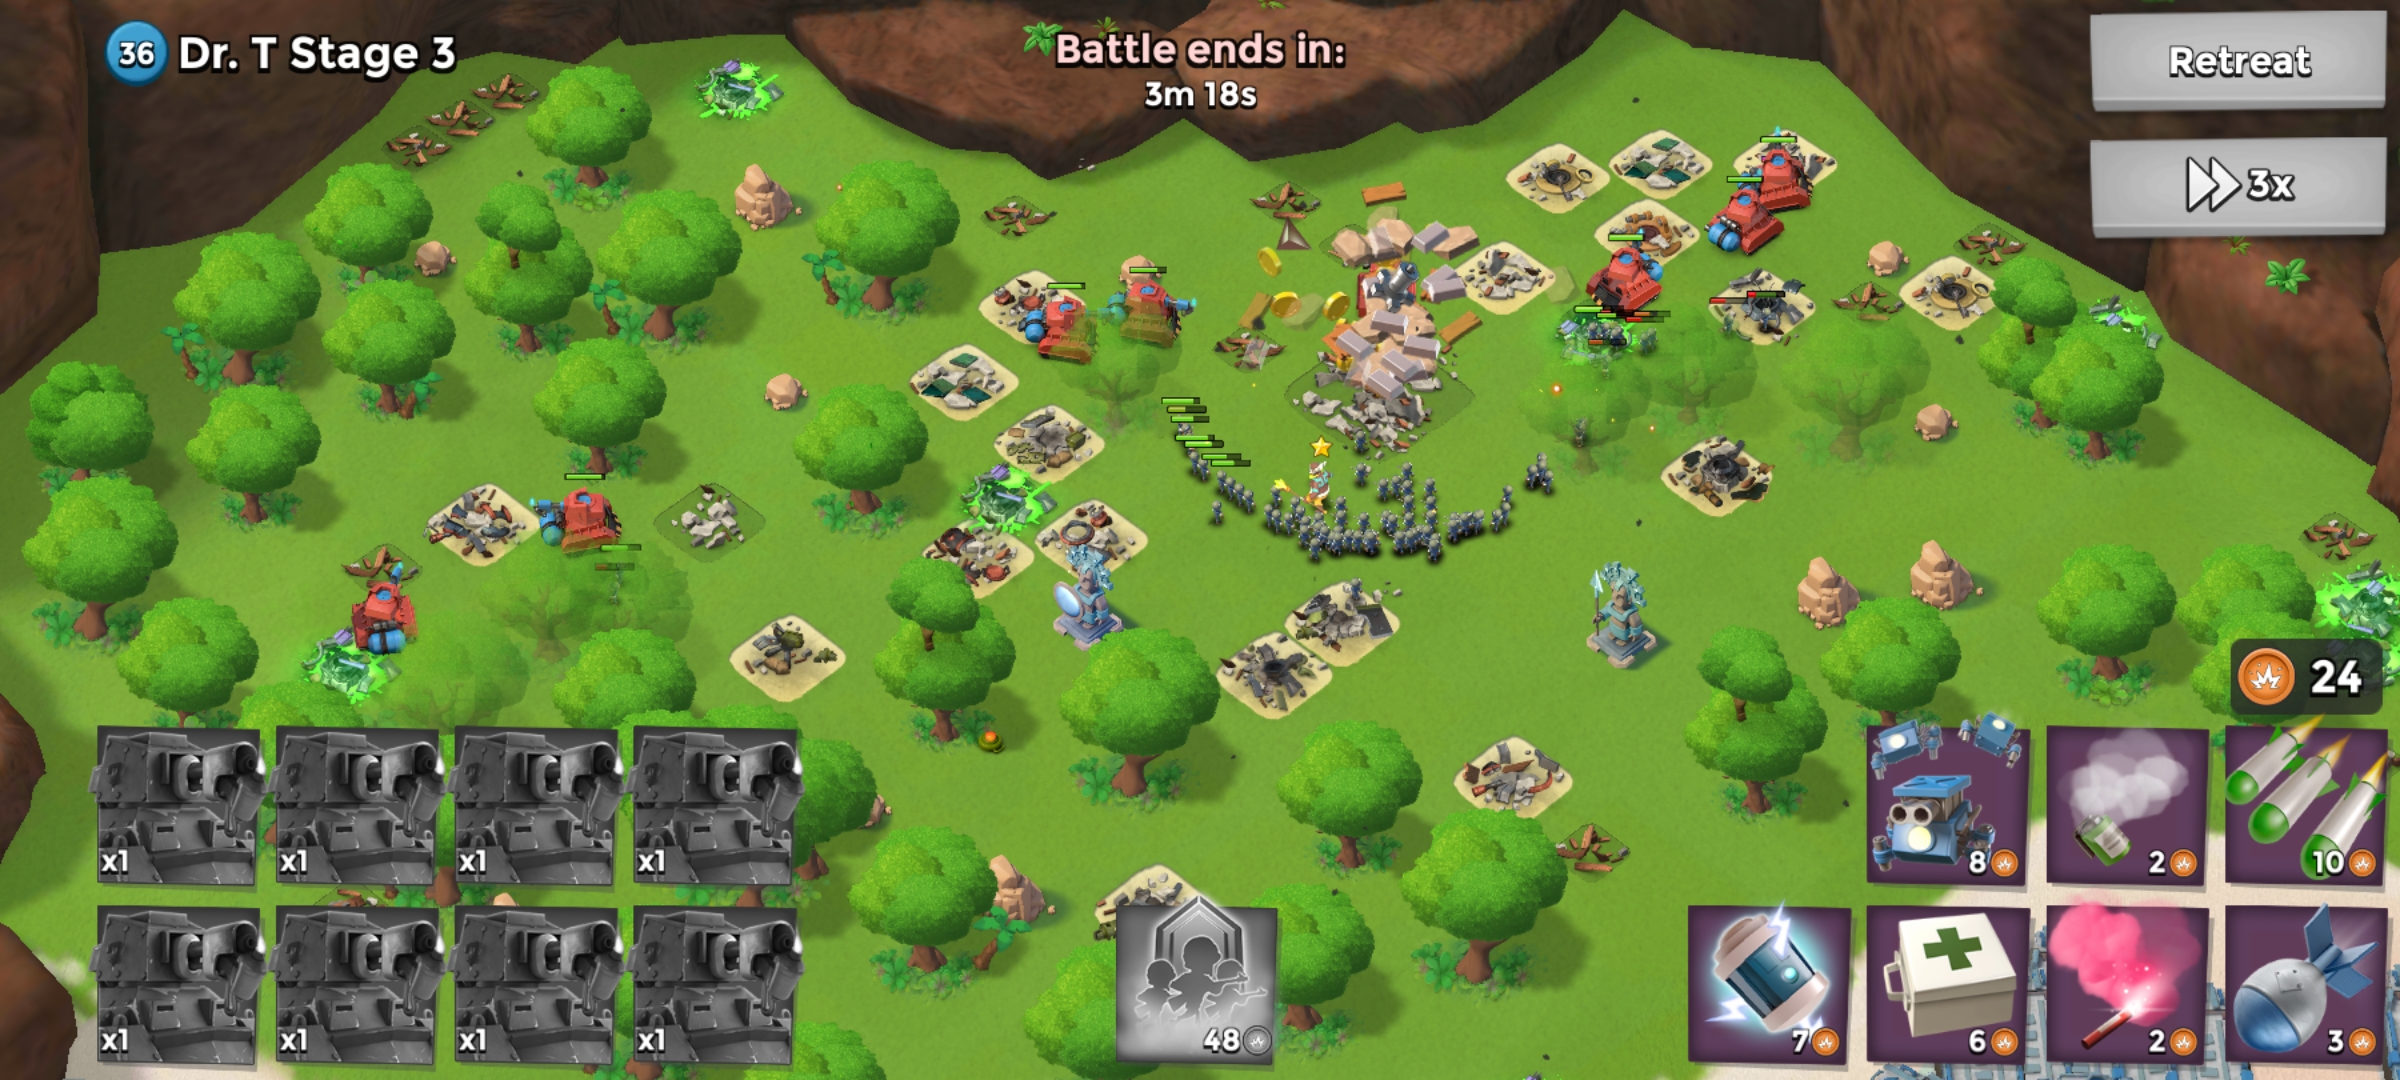 36 Dr. T Stage 3
Battle ends in:
3m 18s
Retreat
3x
24
x1 x1 x1 x1
8 2 10
x1 x1 x1 x1
48
7 6 2 3